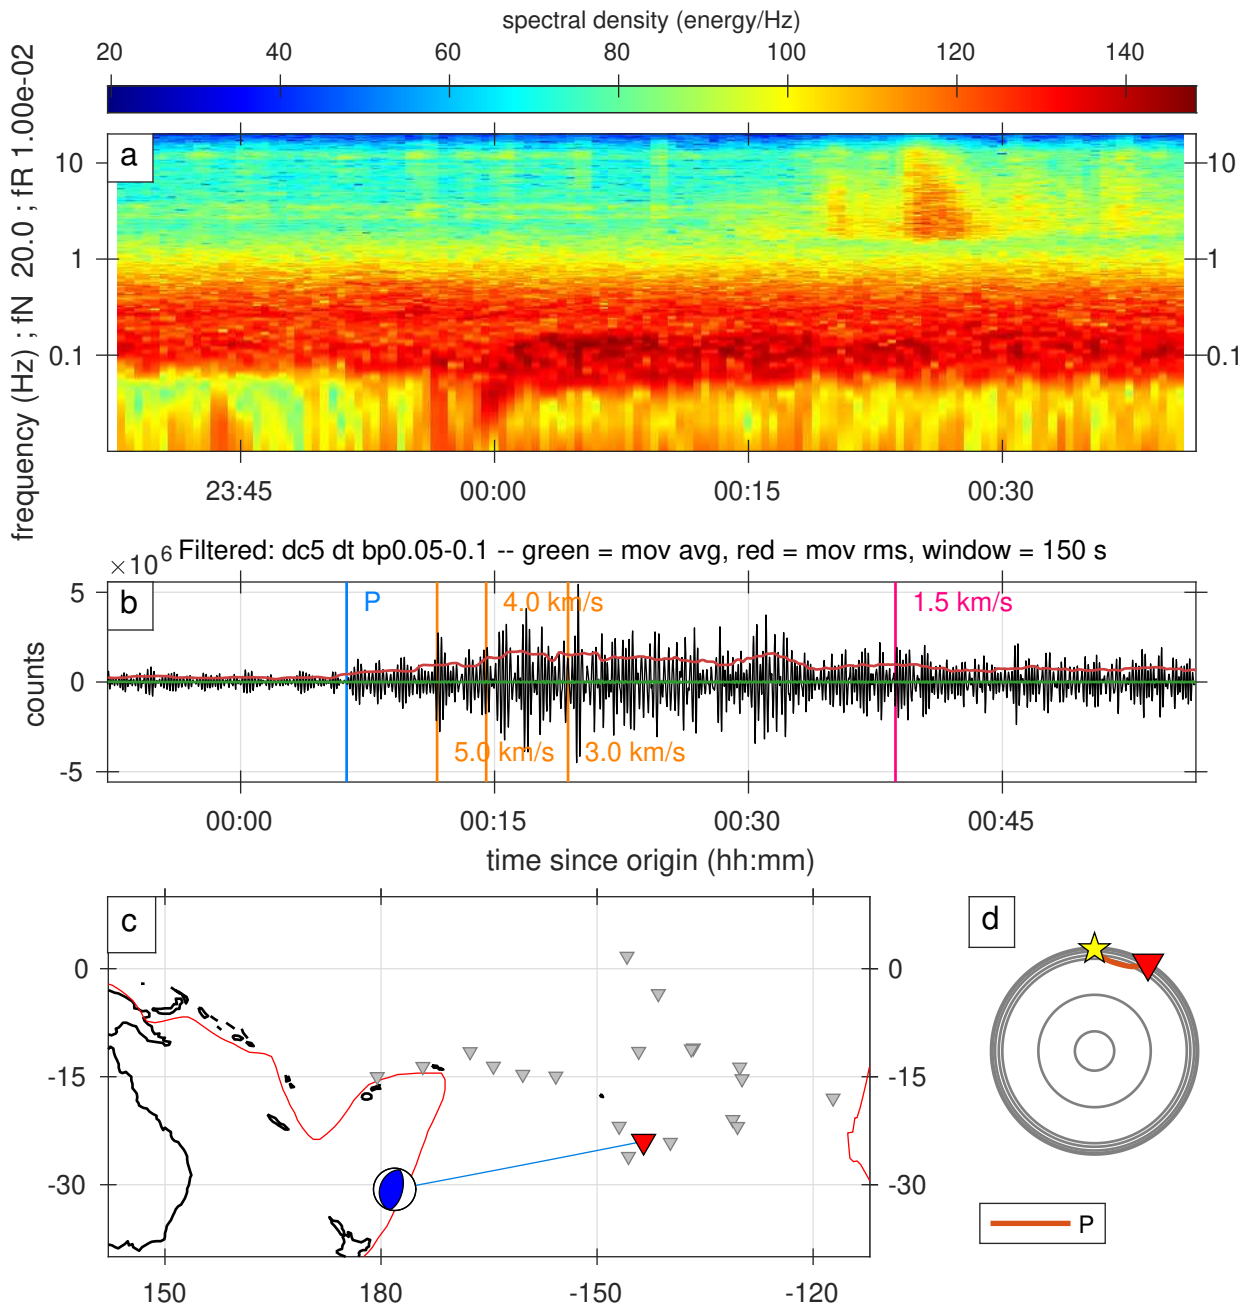 spectral density (energy/Hz)
20 40 60 80 100 120 140
a
frequency (Hz) ; fN 20.0 ; fR 1.00e-02
10 10
1 1
0.1 0.1
23:45 00:00 00:15 00:30
×10^6 Filtered: dc5 dt bp0.05-0.1 -- green = mov avg, red = mov rms, window = 150 s
b
counts
5
0
-5
P 4.0 km/s 1.5 km/s
5.0 km/s 3.0 km/s
00:00 00:15 00:30 00:45
time since origin (hh:mm)
c
d
0 0
-15 -15
-30 -30
150 180 -150 -120
P